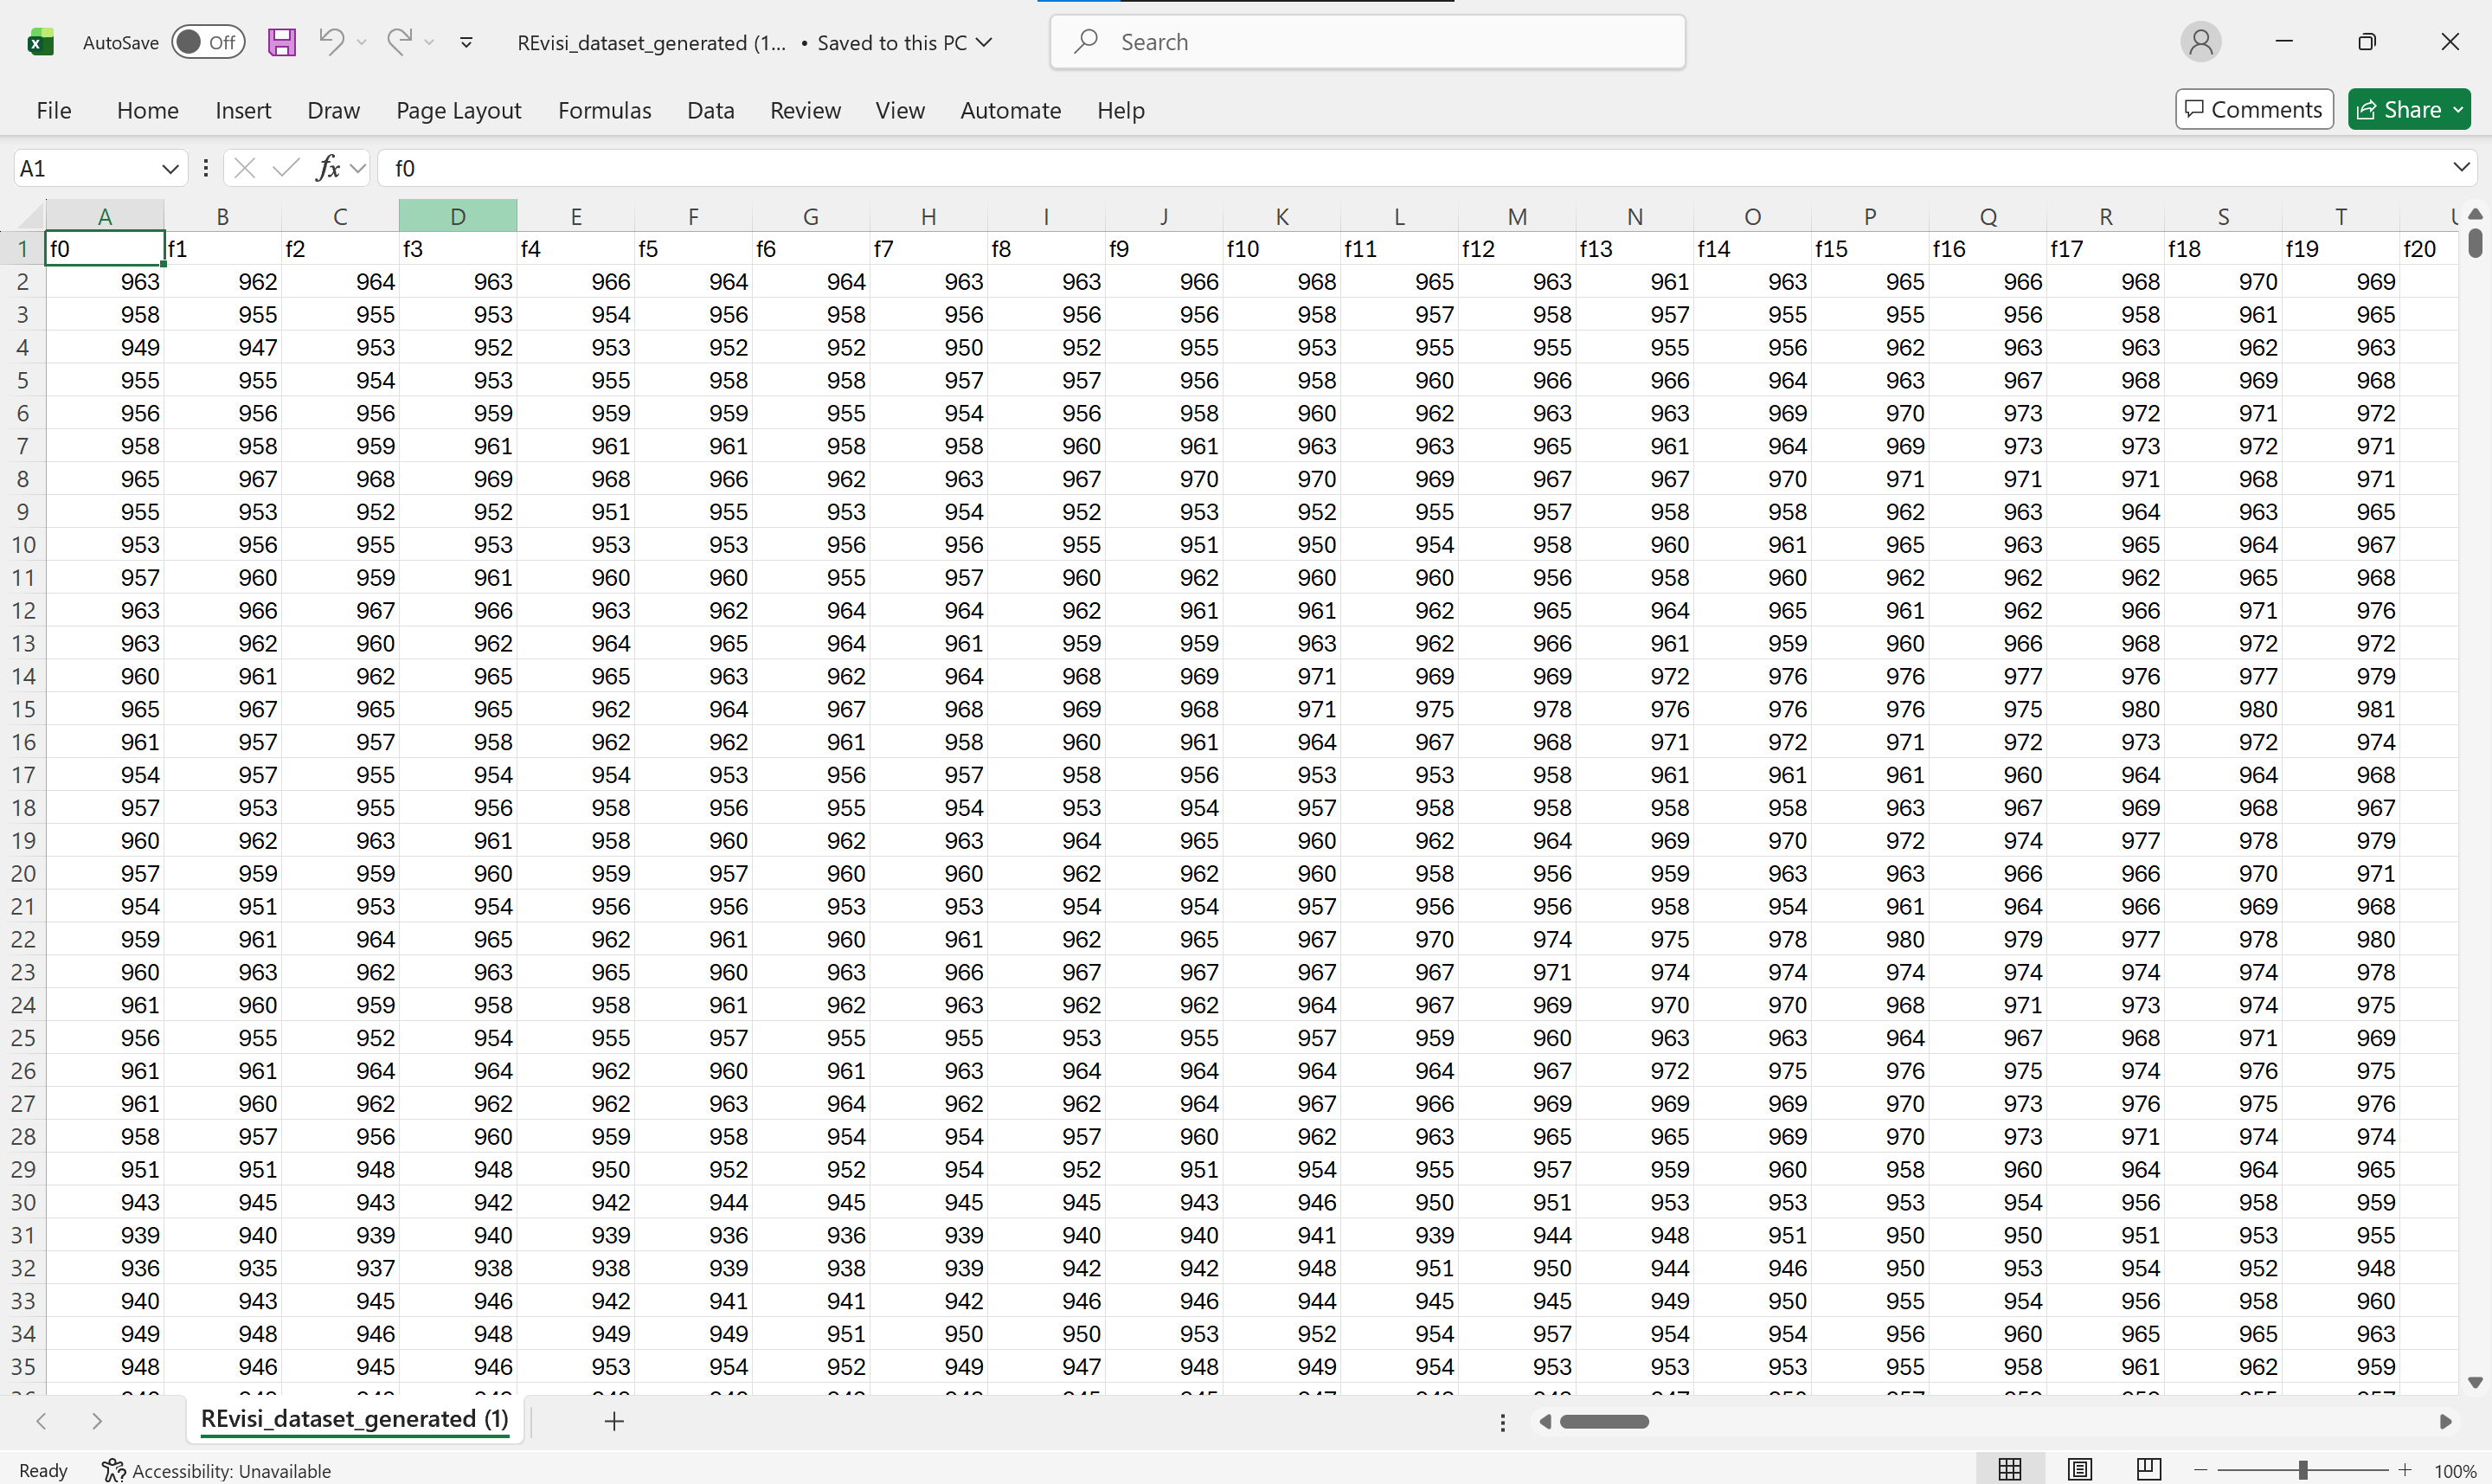 AutoSave Off REvisi_dataset_generated (1... • Saved to this PC Search
File Home Insert Draw Page Layout Formulas Data Review View Automate Help Comments Share
A1 fx f0
A B C D E F G H I J K L M N O P Q R S T
1 f0 f1 f2 f3 f4 f5 f6 f7 f8 f9 f10 f11 f12 f13 f14 f15 f16 f17 f18 f19 f20
2 963 962 964 963 966 964 964 963 963 966 968 965 963 961 963 965 966 968 970 969
3 958 955 955 953 954 956 958 956 956 956 958 957 958 957 955 955 956 958 961 965
4 949 947 953 952 953 952 952 950 952 955 953 955 955 955 956 962 963 963 962 963
5 955 955 954 953 955 958 958 957 957 956 958 960 966 966 964 963 967 968 969 968
6 956 956 956 959 959 959 955 954 956 958 960 962 963 963 969 970 973 972 971 972
7 958 958 959 961 961 961 958 958 960 961 963 963 965 961 964 969 973 973 972 971
8 965 967 968 969 968 966 962 963 967 970 970 969 967 967 970 971 971 971 968 971
9 955 953 952 952 951 955 953 954 952 953 952 955 957 958 958 962 963 964 963 965
10 953 956 955 953 953 953 956 956 955 951 950 954 958 960 961 965 963 965 964 967
11 957 960 959 961 960 960 955 957 960 962 960 960 956 958 960 962 962 962 965 968
12 963 966 967 966 963 962 964 964 962 961 961 962 965 964 965 961 962 966 971 976
13 963 962 960 962 964 965 964 961 959 959 963 962 966 961 959 960 966 968 972 972
14 960 961 962 965 965 963 962 964 968 969 971 969 969 972 976 976 977 976 977 979
15 965 967 965 965 962 964 967 968 969 968 971 975 978 976 976 976 975 980 980 981
16 961 957 957 958 962 962 961 958 960 961 964 967 968 971 972 971 972 973 972 974
17 954 957 955 954 954 953 956 957 958 956 953 953 958 961 961 961 960 964 964 968
18 957 953 955 956 958 956 955 954 953 954 957 958 958 958 958 963 967 969 968 967
19 960 962 963 961 958 960 962 963 964 965 960 962 964 969 970 972 974 977 978 979
20 957 959 959 960 959 957 960 960 962 962 960 958 956 959 963 963 966 966 970 971
21 954 951 953 954 956 956 953 953 954 954 957 956 956 958 954 961 964 966 969 968
22 959 961 964 965 962 961 960 961 962 965 967 970 974 975 978 980 979 977 978 980
23 960 963 962 963 965 960 963 966 967 967 967 967 971 974 974 974 974 974 974 978
24 961 960 959 958 958 961 962 963 962 962 964 967 969 970 970 968 971 973 974 975
25 956 955 952 954 955 957 955 955 953 955 957 959 960 963 963 964 967 968 971 969
26 961 961 964 964 962 960 961 963 964 964 964 964 967 972 975 976 975 974 976 975
27 961 960 962 962 962 963 964 962 962 964 967 966 969 969 969 970 973 976 975 976
28 958 957 956 960 959 958 954 954 957 960 962 963 965 965 969 970 973 971 974 974
29 951 951 948 948 950 952 952 954 952 951 954 955 957 959 960 958 960 964 964 965
30 943 945 943 942 942 944 945 945 945 943 946 950 951 953 953 953 954 956 958 959
31 939 940 939 940 939 936 936 939 940 940 941 939 944 948 951 950 950 951 953 955
32 936 935 937 938 938 939 938 939 942 942 948 951 950 944 946 950 953 954 952 948
33 940 943 945 946 942 941 941 942 946 946 944 945 945 949 950 955 954 956 958 960
34 949 948 946 948 949 949 951 950 950 953 952 954 957 954 954 956 960 965 965 963
35 948 946 945 946 953 954 952 949 947 948 949 954 953 953 953 955 958 961 962 959
REvisi_dataset_generated (1)
Ready Accessibility: Unavailable 100%